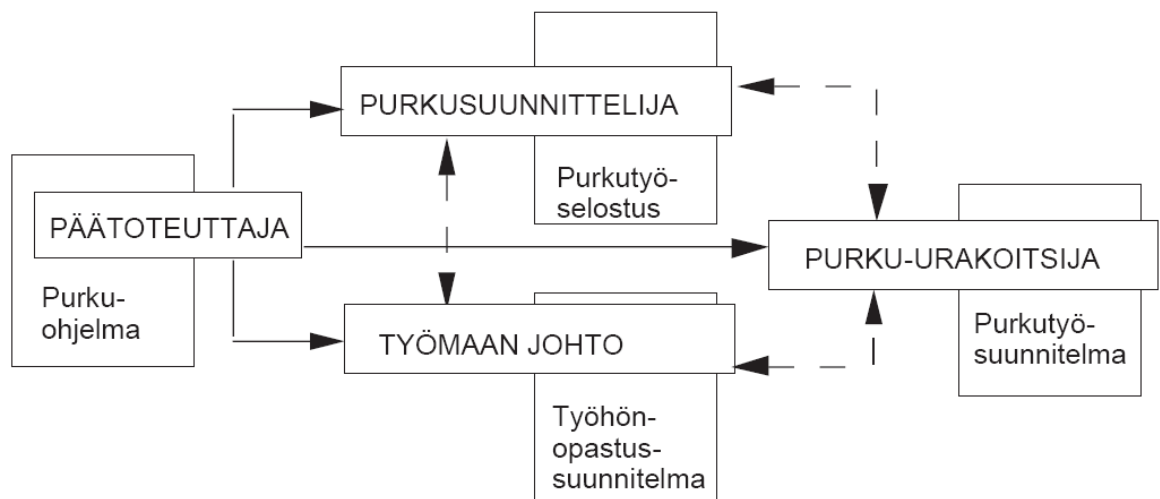 PURKUSUUNNITTELIJA
Purkutyö-
selostus
PÄÄTOTEUTTAJA
Purku-
ohjelma
PURKU-URAKOITSIJA
Purkutyö-
suunnitelma
TYÖMAAN JOHTO
Työhön-
opastus-
suunnitelma